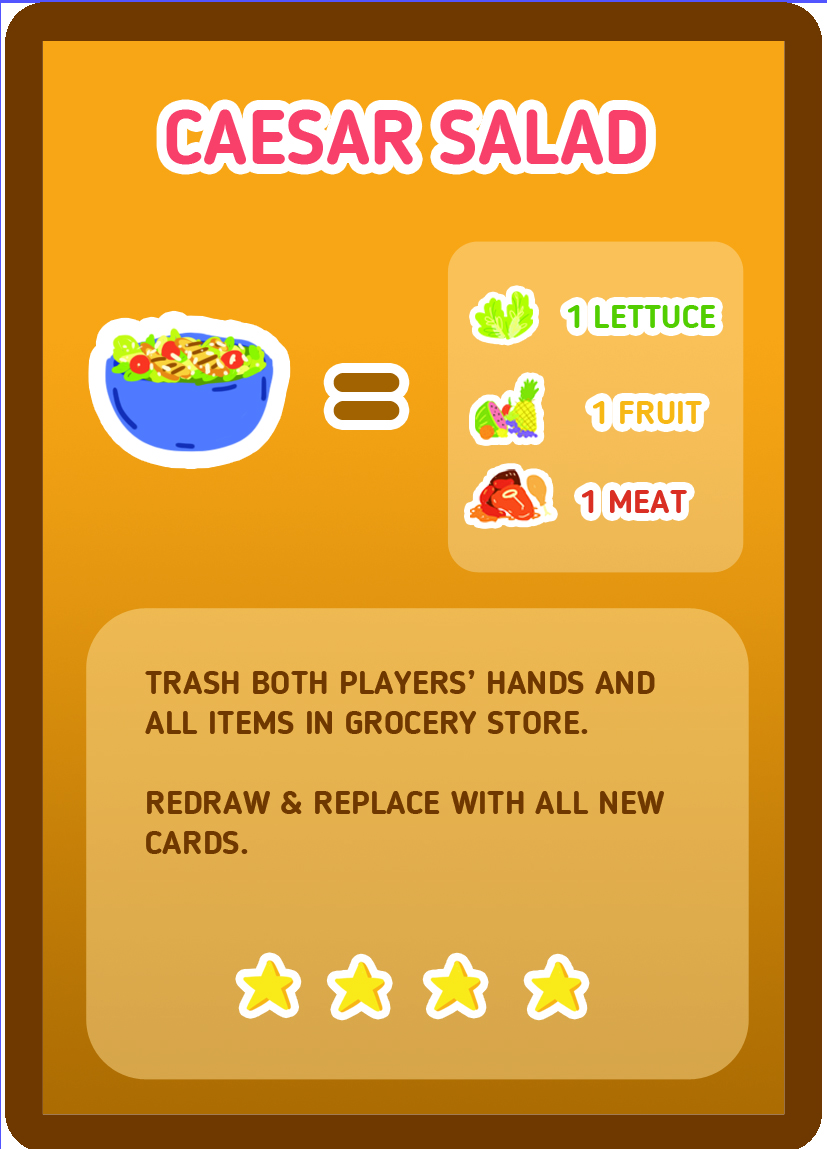 CAESAR SALAD
1 LETTUCE
1 FRUIT
1 MEAT
TRASH BOTH PLAYERS’ HANDS AND
ALL ITEMS IN GROCERY STORE.
REDRAW & REPLACE WITH ALL NEW
CARDS.